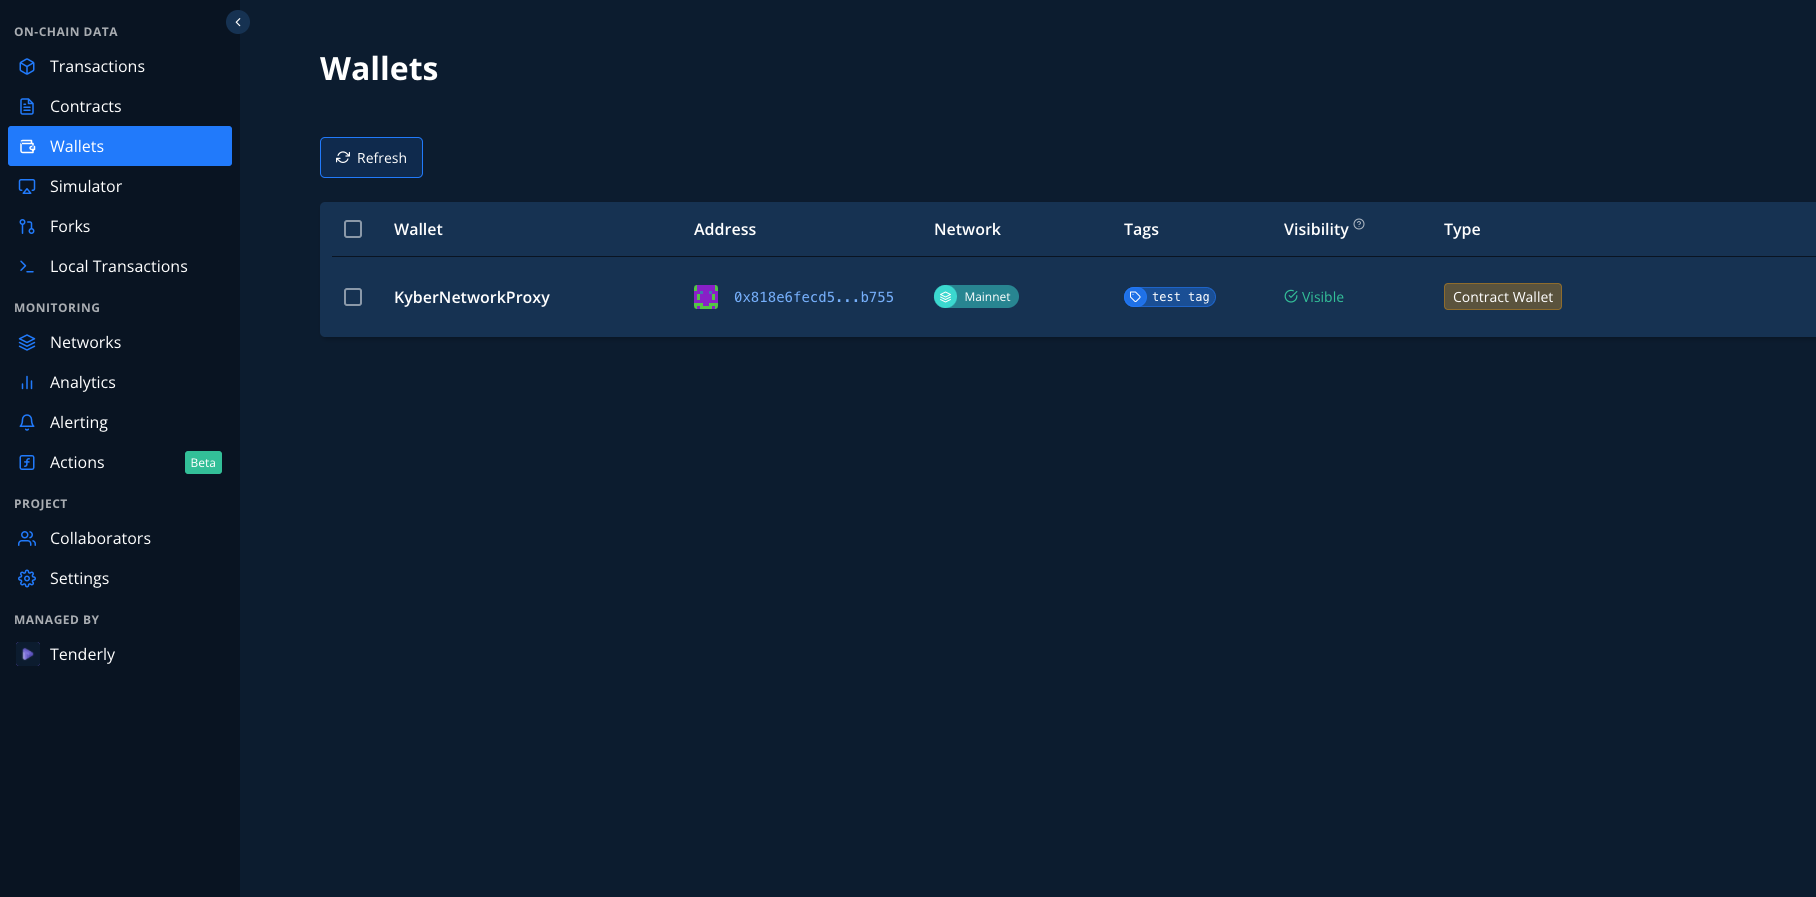 ON-CHAIN DATA
Transactions
Contracts
Wallets
Simulator
Forks
Local Transactions
MONITORING
Networks
Analytics
Alerting
Actions Beta
PROJECT
Collaborators
Settings
MANAGED BY
Tenderly
Wallets
Refresh
Wallet Address Network Tags Visibility Type
KyberNetworkProxy 0x818e6fecd5...b755 Mainnet test tag Visible Contract Wallet